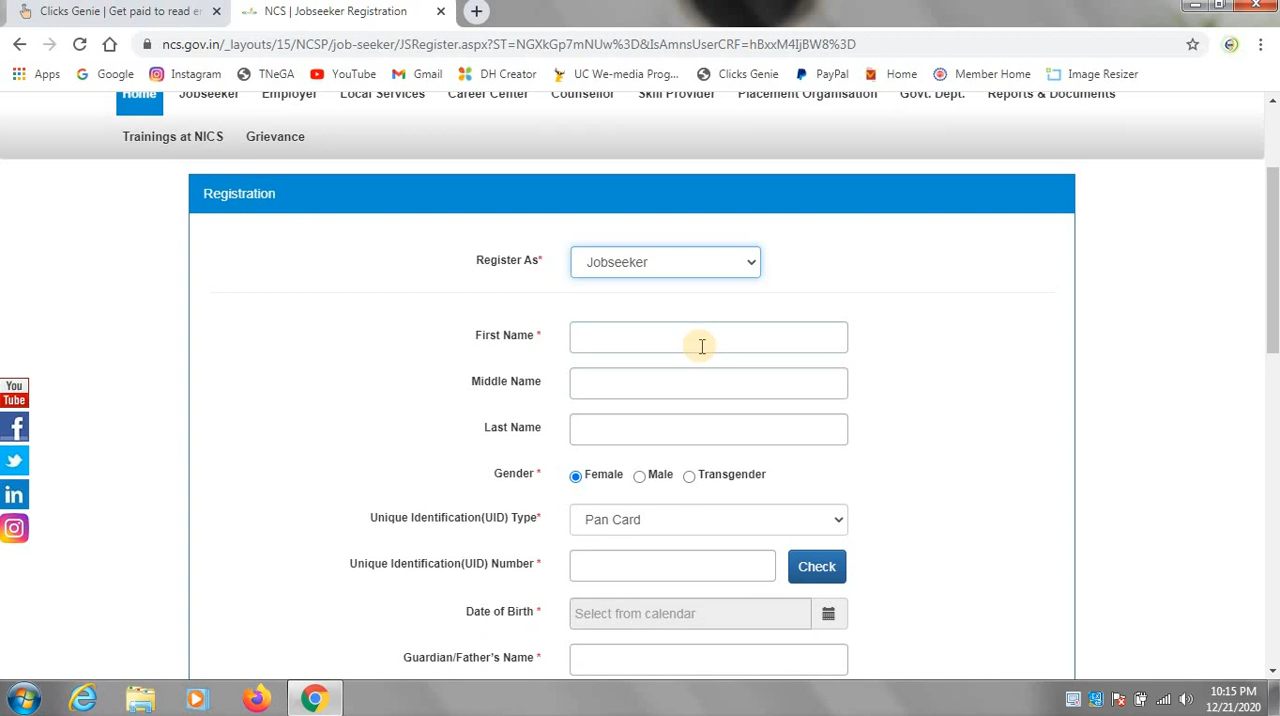 Clicks Genie | Get paid to read er
NCS | Jobseeker Registration
ncs.gov.in/_layouts/15/NCSP/job-seeker/JSRegister.aspx?ST=NGXkGp7mNUw%3D&IsAmnsUserCRF=hBxxM4IjBW8%3D
Apps Google Instagram TNeGA YouTube Gmail DH Creator UC We-media Prog... Clicks Genie PayPal Home Member Home Image Resizer
Home Jobseeker Employer Local Services Career Center Counsellor Skill Provider Placement Organisation Govt. Dept. Reports & Documents
Trainings at NICS Grievance
Registration
Register As* Jobseeker
First Name *
Middle Name
Last Name
You
Tube
Gender * Female Male Transgender
Unique Identification(UID) Type* Pan Card
Unique Identification(UID) Number * Check
Date of Birth * Select from calendar
Guardian/Father's Name *
10:15 PM
12/21/2020